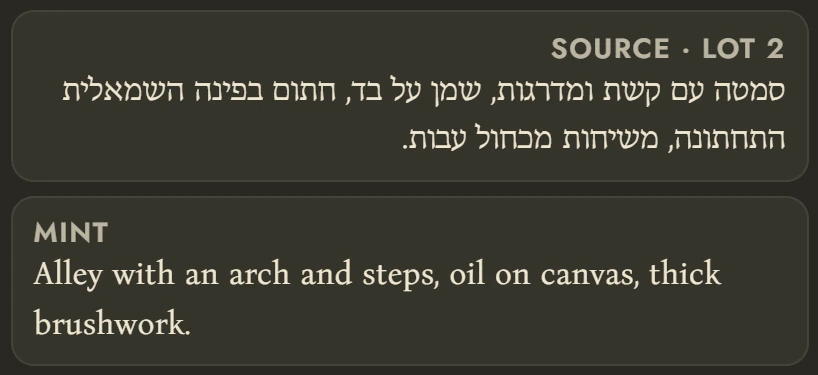 SOURCE · LOT 2
סמטה עם קשת ומדרגות, שמן על בד, חתום בפינה השמאלית
התחתונה, משיחות מכחול עבות.
MINT
Alley with an arch and steps, oil on canvas, thick
brushwork.